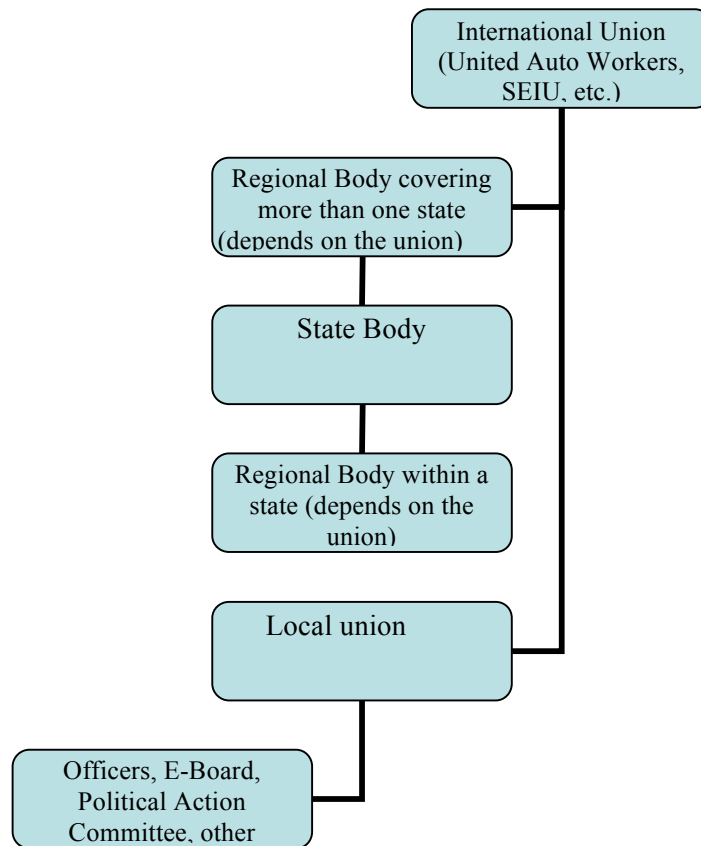 International Union
(United Auto Workers,
SEIU, etc.)
Regional Body covering
more than one state
(depends on the union)
State Body
Regional Body within a
state (depends on the
union)
Local union
Officers, E-Board,
Political Action
Committee, other